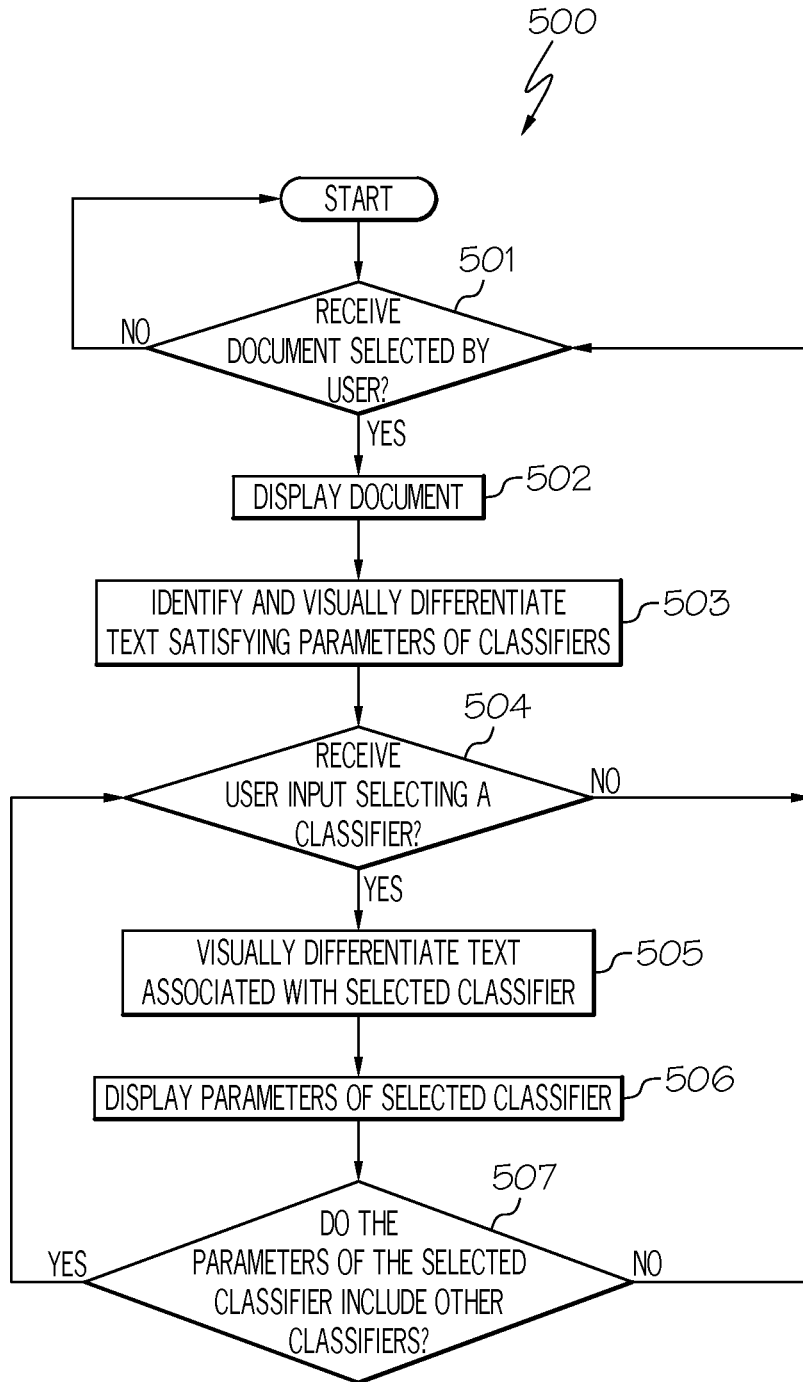 500
START
501
RECEIVE
DOCUMENT SELECTED BY
USER?
NO
YES
DISPLAY DOCUMENT
502
IDENTIFY AND VISUALLY DIFFERENTIATE
TEXT SATISFYING PARAMETERS OF CLASSIFIERS
503
504
RECEIVE
USER INPUT SELECTING A
CLASSIFIER?
NO
YES
VISUALLY DIFFERENTIATE TEXT
ASSOCIATED WITH SELECTED CLASSIFIER
505
DISPLAY PARAMETERS OF SELECTED CLASSIFIER
506
507
DO THE
PARAMETERS OF THE SELECTED
CLASSIFIER INCLUDE OTHER
CLASSIFIERS?
YES
NO